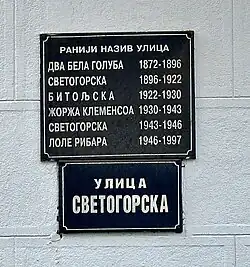 РАНИЈИ НАЗИВ УЛИЦА
ДВА БЕЛА ГОЛУБА 1872-1896
СВЕТОГОРСКА 1896-1922
БИТОЉСКА 1922-1930
ЖОРЖА КЛЕМЕНСОА 1930-1943
СВЕТОГОРСКА 1943-1946
ЛОЛЕ РИБАРА 1946-1997
УЛИЦА
СВЕТОГОРСКА